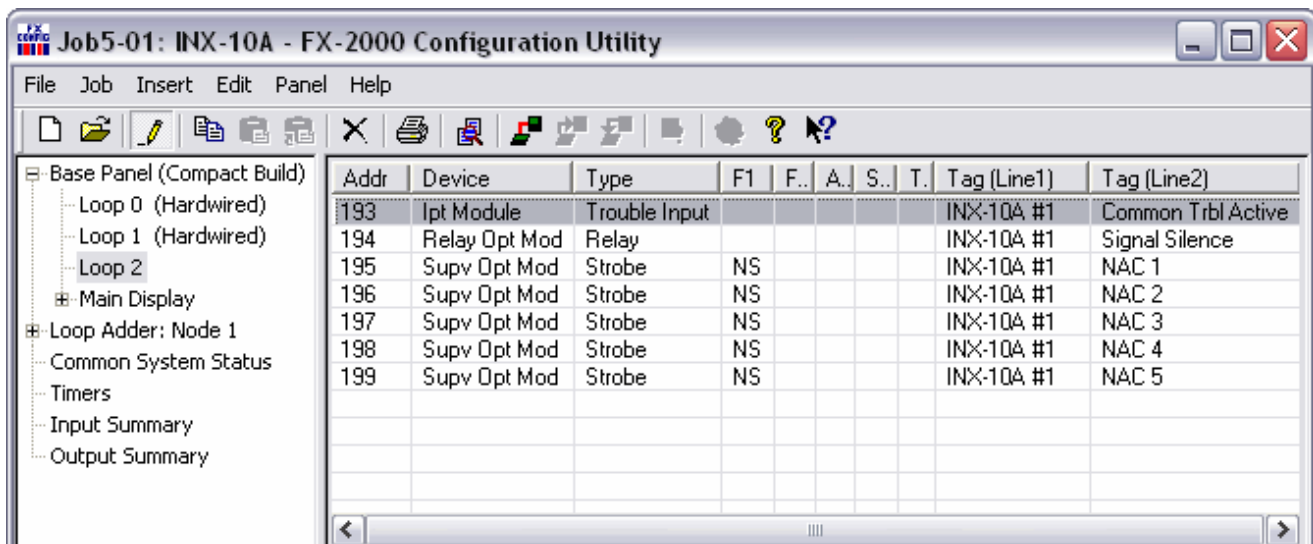 Job5-01: INX-10A - FX-2000 Configuration Utility
File Job Insert Edit Panel Help
Base Panel (Compact Build)
Loop 0 (Hardwired)
Loop 1 (Hardwired)
Loop 2
Main Display
Loop Adder: Node 1
Common System Status
Timers
Input Summary
Output Summary
Addr Device Type F1 F.. A.. S.. T. Tag (Line1) Tag (Line2)
193 Ipt Module Trouble Input INX-10A #1 Common Trbl Active
194 Relay Opt Mod Relay INX-10A #1 Signal Silence
195 Supv Opt Mod Strobe NS INX-10A #1 NAC 1
196 Supv Opt Mod Strobe NS INX-10A #1 NAC 2
197 Supv Opt Mod Strobe NS INX-10A #1 NAC 3
198 Supv Opt Mod Strobe NS INX-10A #1 NAC 4
199 Supv Opt Mod Strobe NS INX-10A #1 NAC 5